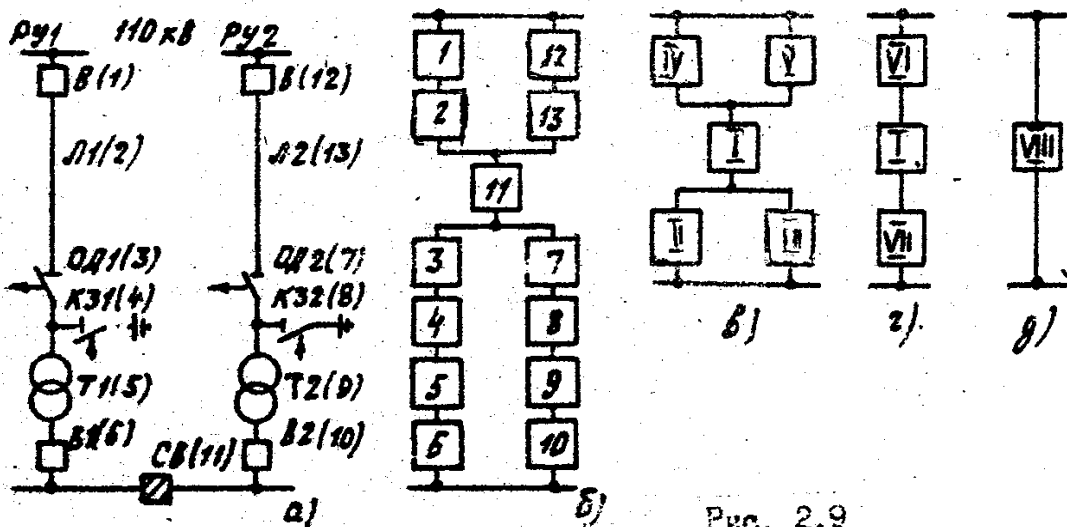 РУ1 110 кВ РУ2
В(1) В(12)
Л1(2) Л2(13)
ОД1(3) ОД2(7)
КЗ1(4) КЗ2(8)
Т1(5) Т2(9)
В1(6) В2(10)
СВ(11)
а)
1 12
2 13
11
3 7
4 8
5 9
6 10
б)
IV V
I
II III
в)
VI
I
VII
г)
VIII
д)
Рис. 2.9